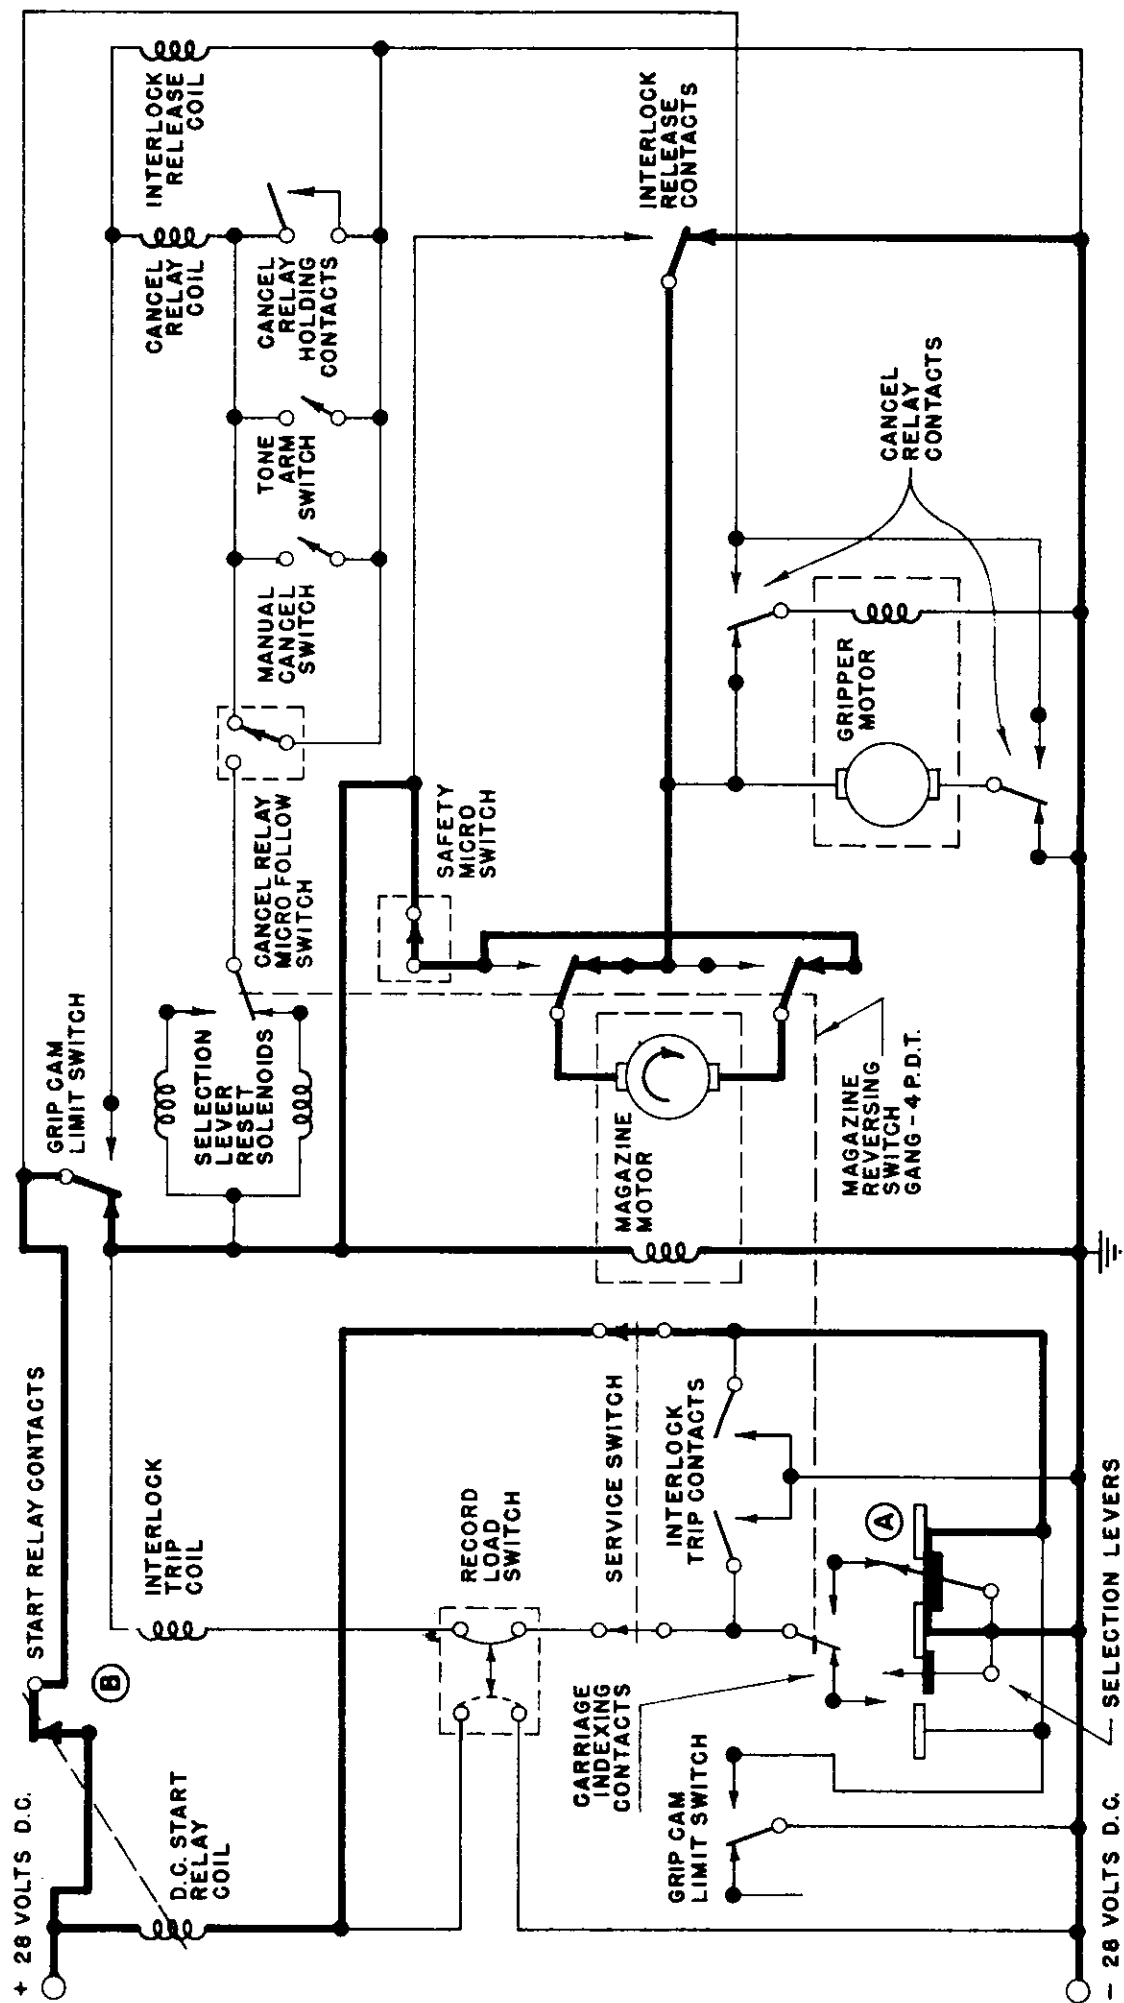 + 28 VOLTS D.C.
START RELAY CONTACTS
B
D.C. START
RELAY
COIL
INTERLOCK
TRIP
COIL
GRIP CAM
LIMIT SWITCH
SELECTION
LEVER
RESET
SOLENOIDS
CANCEL RELAY
MICRO FOLLOW
SWITCH
MANUAL
CANCEL
SWITCH
TONE
ARM
SWITCH
CANCEL
RELAY
COIL
CANCEL
RELAY
HOLDING
CONTACTS
INTERLOCK
RELEASE
COIL
RECORD
LOAD
SWITCH
SERVICE SWITCH
SAFETY
MICRO
SWITCH
INTERLOCK
RELEASE
CONTACTS
CARRIAGE
INDEXING
CONTACTS
INTERLOCK
TRIP CONTACTS
MAGAZINE
MOTOR
GRIP CAM
LIMIT SWITCH
A
MAGAZINE
REVERSING
SWITCH
GANG-4 P.D.T.
GRIPPER
MOTOR
CANCEL
RELAY
CONTACTS
- 28 VOLTS D.C.
SELECTION LEVERS